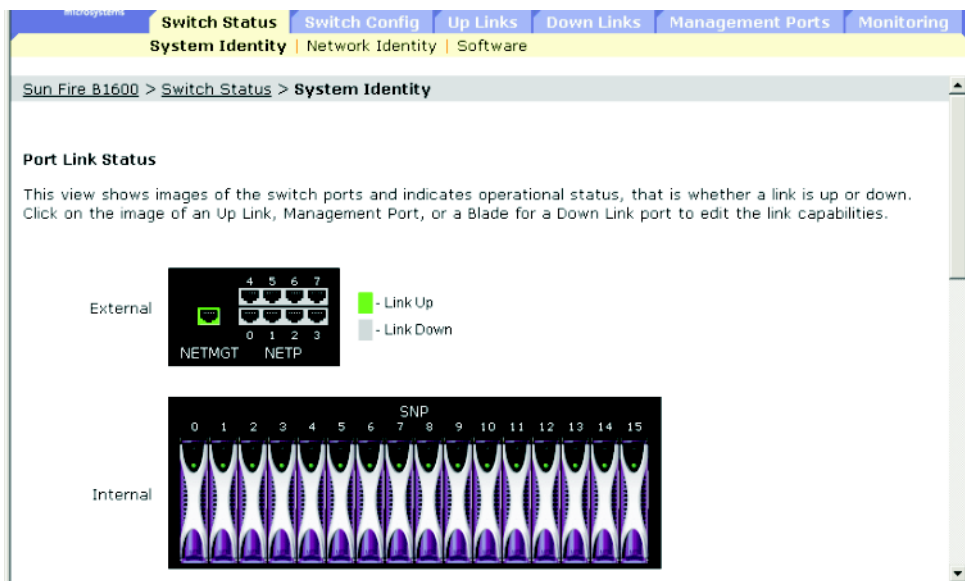 microsystems
Switch Status Switch Config Up Links Down Links Management Ports Monitoring
System Identity | Network Identity | Software
Sun Fire B1600 > Switch Status > System Identity
Port Link Status
This view shows images of the switch ports and indicates operational status, that is whether a link is up or down.
Click on the image of an Up Link, Management Port, or a Blade for a Down Link port to edit the link capabilities.
External
4 5 6 7
0 1 2 3
NETMGT NETP
- Link Up
- Link Down
SNP
0 1 2 3 4 5 6 7 8 9 10 11 12 13 14 15
Internal